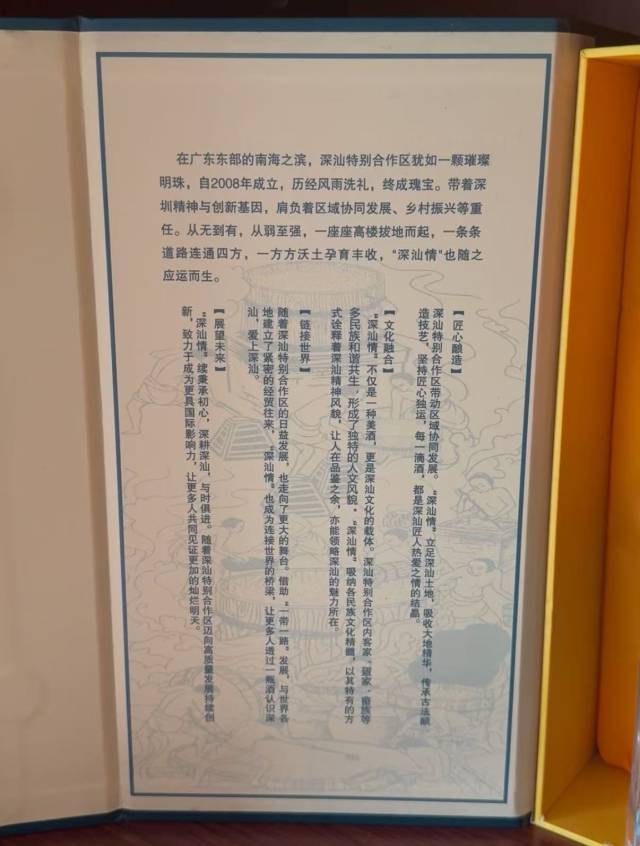 在广东东部的南海之滨，深汕特别合作区犹如一颗璀璨
明珠，自2008年成立，历经风雨洗礼，终成瑰宝。带着深
圳精神与创新基因，肩负着区域协同发展、乡村振兴等重
任。从无到有，从弱至强，一座座高楼拔地而起，一条条
道路连通四方，一方方沃土孕育丰收，“深汕情”也随之
应运而生。
【匠心酿造】
深汕特别合作区带动区域协同发展。“深汕情”立足深汕土地，吸收大地精华，传承古法酿
造技艺，坚持匠心独运，每一滴酒，都是深汕匠人热爱之情的结晶。
【文化融合】
“深汕情”不仅是一种美酒，更是深汕文化的载体。深汕特别合作区内客家、疍家、畲族等
多民族和谐共生，形成了独特的人文风貌。“深汕情”吸纳各民族文化精髓，以其特有的方
式诠释着深汕精神风貌，让人在品鉴之余，亦能领略深汕的魅力所在。
【链接世界】
随着深汕特别合作区的日益发展，也走向了更大的舞台。借助“一带一路”发展，与世界各
地建立了紧密的经贸往来，“深汕情”也成为连接世界的桥梁，让更多人透过一瓶酒认识深
汕，爱上深汕。
【展望未来】
“深汕情”续秉承初心，深耕深汕，与时俱进。随着深汕特别合作区迈向高质量发展持续创
新，致力于成为更具国际影响力，让更多人共同见证更加的灿烂明天。